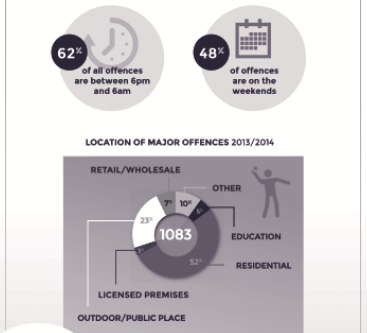 62%
of all offences
are between 6pm
and 6am
48%
of offences
are on the
weekends
LOCATION OF MAJOR OFFENCES 2013/2014
RETAIL/WHOLESALE
OTHER
7%
10%
5%
23%
1083
EDUCATION
52%
RESIDENTIAL
LICENSED PREMISES
OUTDOOR/PUBLIC PLACE